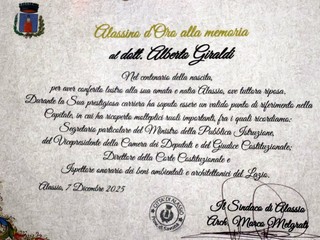 Alassino d'Oro alla memoria
al dott. Alberto Giraldi
Nel centenario della nascita,
per aver conferito lustro alla sua amata e natia Alassio, ove tuttora riposa.
Durante la Sua prestigiosa carriera ha saputo essere un valido punto di riferimento nella
Capitale, in cui ha ricoperto molteplici ruoli importanti, fra i quali ricordiamo:
Segretario particolare del Ministro della Pubblica Istruzione,
del Vicepresidente della Camera dei Deputati e del Giudice Costituzionale;
Direttore della Corte Costituzionale e
Ispettore onorario dei beni ambientali e architettonici del Lazio.
Alassio, 7 Dicembre 2025
Il Sindaco di Alassio
Arch. Marco Melgrati